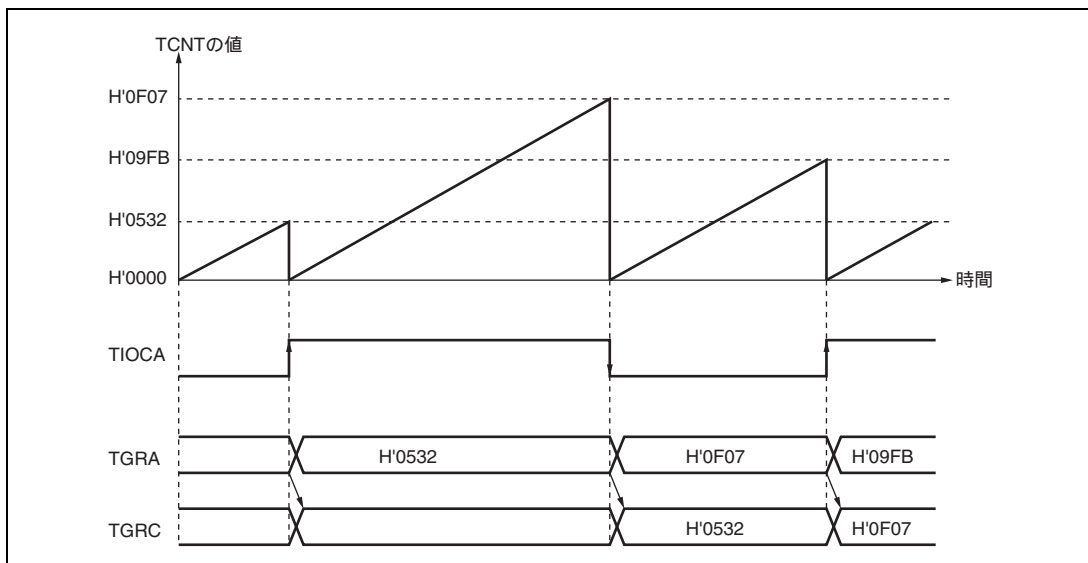 TCNTの値
H'0F07
H'09FB
H'0532
H'0000
時間
TIOCA
TGRA
H'0532
H'0F07
H'09FB
TGRC
H'0532
H'0F07